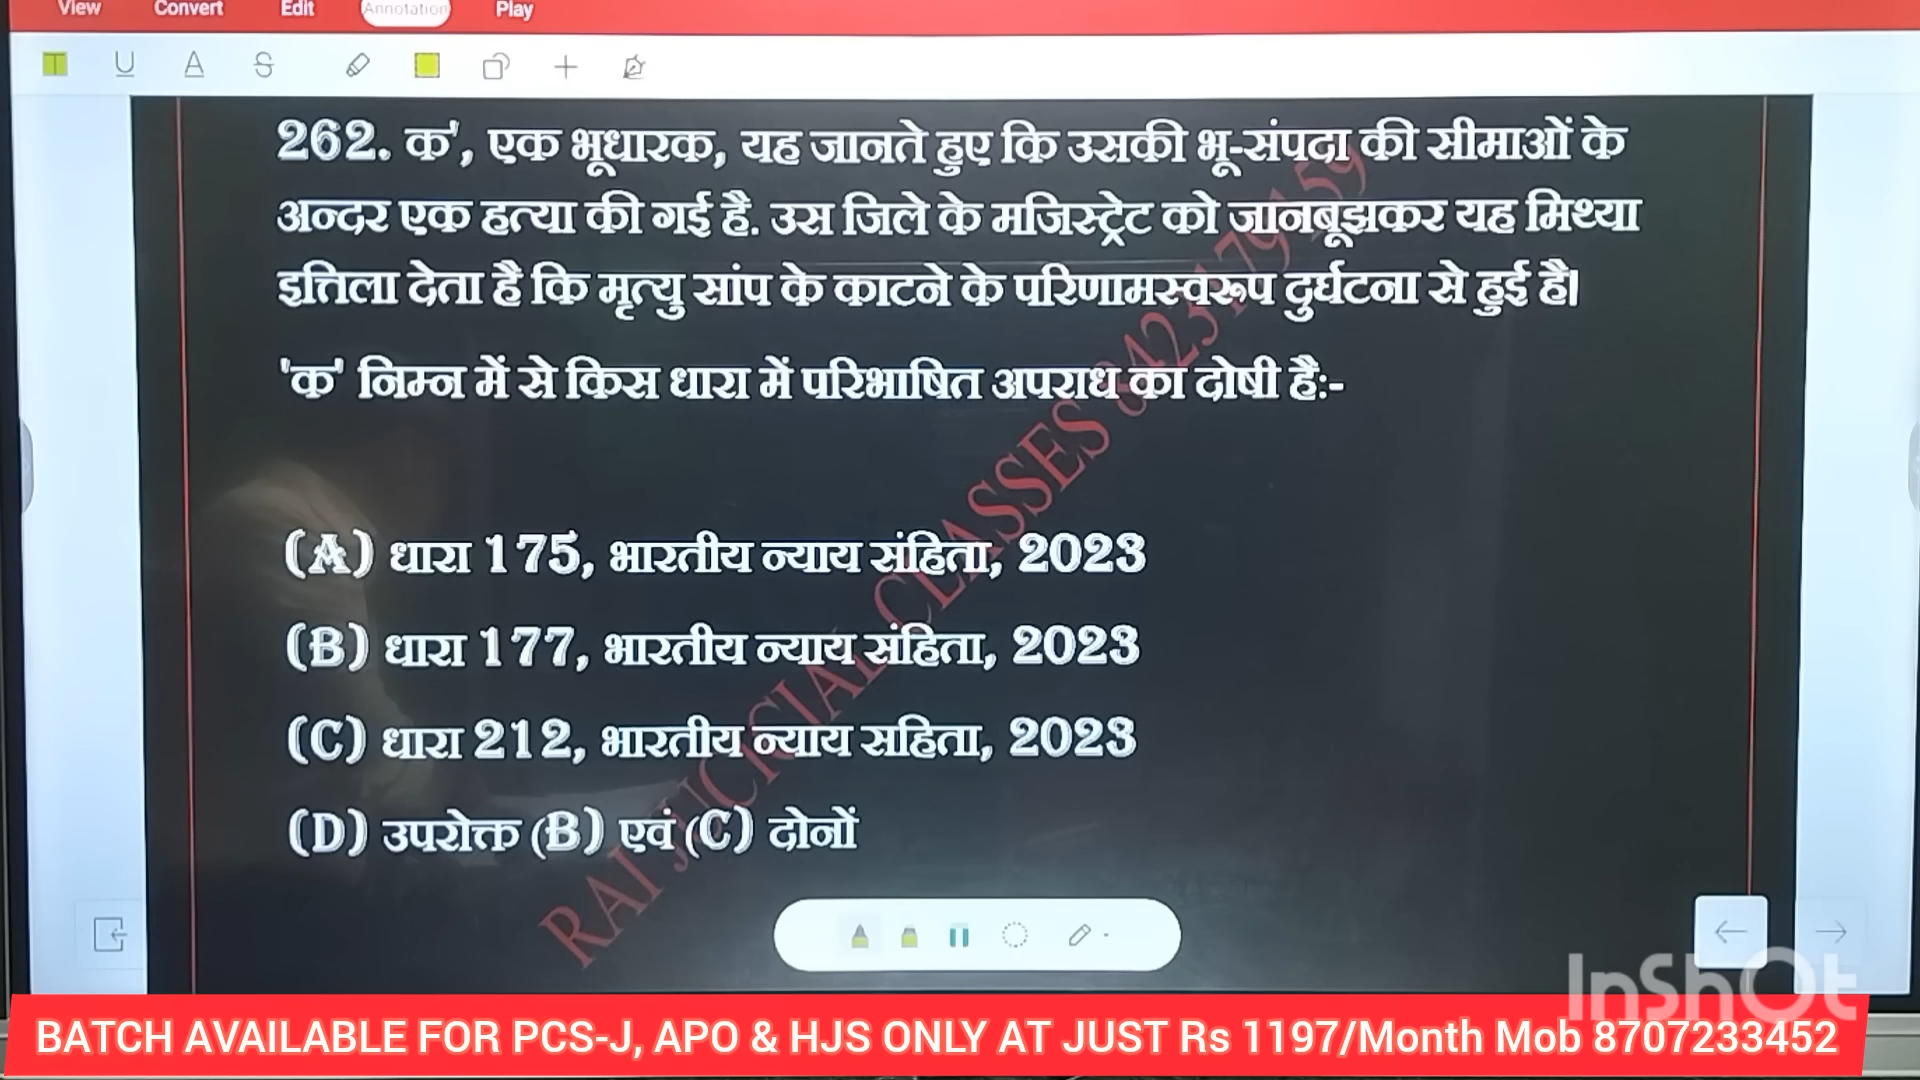 View Convert Edit Annotation Play
262. क', एक भूधारक, यह जानते हुए कि उसकी भू-संपदा की सीमाओं के
अन्दर एक हत्या की गई है. उस जिले के मजिस्ट्रेट को जानबूझकर यह मिथ्या
इत्तिला देता है कि मृत्यु सांप के काटने के परिणामस्वरूप दुर्घटना से हुई है।
'क' निम्न में से किस धारा में परिभाषित अपराध का दोषी है:-
(A) धारा 175, भारतीय न्याय संहिता, 2023
(B) धारा 177, भारतीय न्याय संहिता, 2023
(C) धारा 212, भारतीय न्याय सहिता, 2023
(D) उपरोक्त (B) एवं (C) दोनों
RAI JUCICIAL CLASSES
InShOt
BATCH AVAILABLE FOR PCS-J, APO & HJS ONLY AT JUST Rs 1197/Month Mob 8707233452